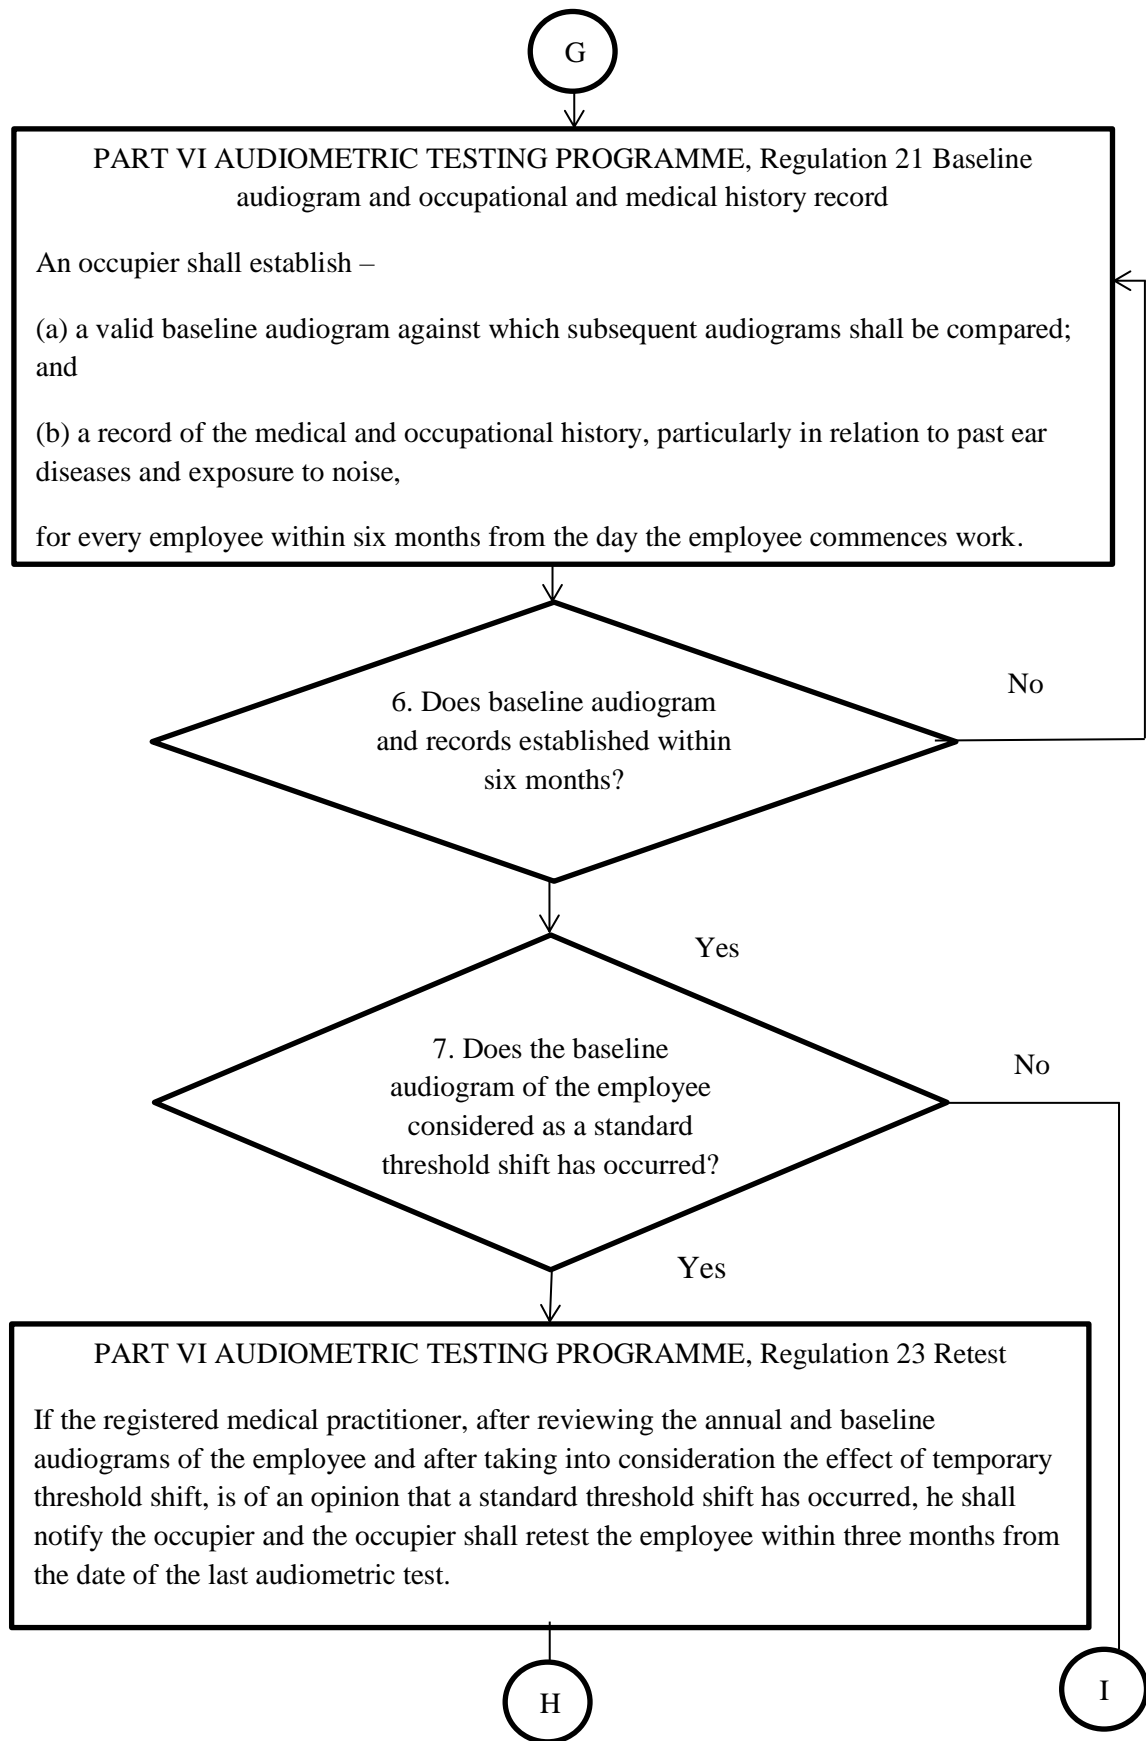 G
PART VI AUDIOMETRIC TESTING PROGRAMME, Regulation 21 Baseline
audiogram and occupational and medical history record
An occupier shall establish –
(a) a valid baseline audiogram against which subsequent audiograms shall be compared;
and
(b) a record of the medical and occupational history, particularly in relation to past ear
diseases and exposure to noise,
for every employee within six months from the day the employee commences work.
No
6. Does baseline audiogram
and records established within
six months?
Yes
7. Does the baseline
audiogram of the employee
considered as a standard
threshold shift has occurred?
No
Yes
PART VI AUDIOMETRIC TESTING PROGRAMME, Regulation 23 Retest
If the registered medical practitioner, after reviewing the annual and baseline
audiograms of the employee and after taking into consideration the effect of temporary
threshold shift, is of an opinion that a standard threshold shift has occurred, he shall
notify the occupier and the occupier shall retest the employee within three months from
the date of the last audiometric test.
H
I